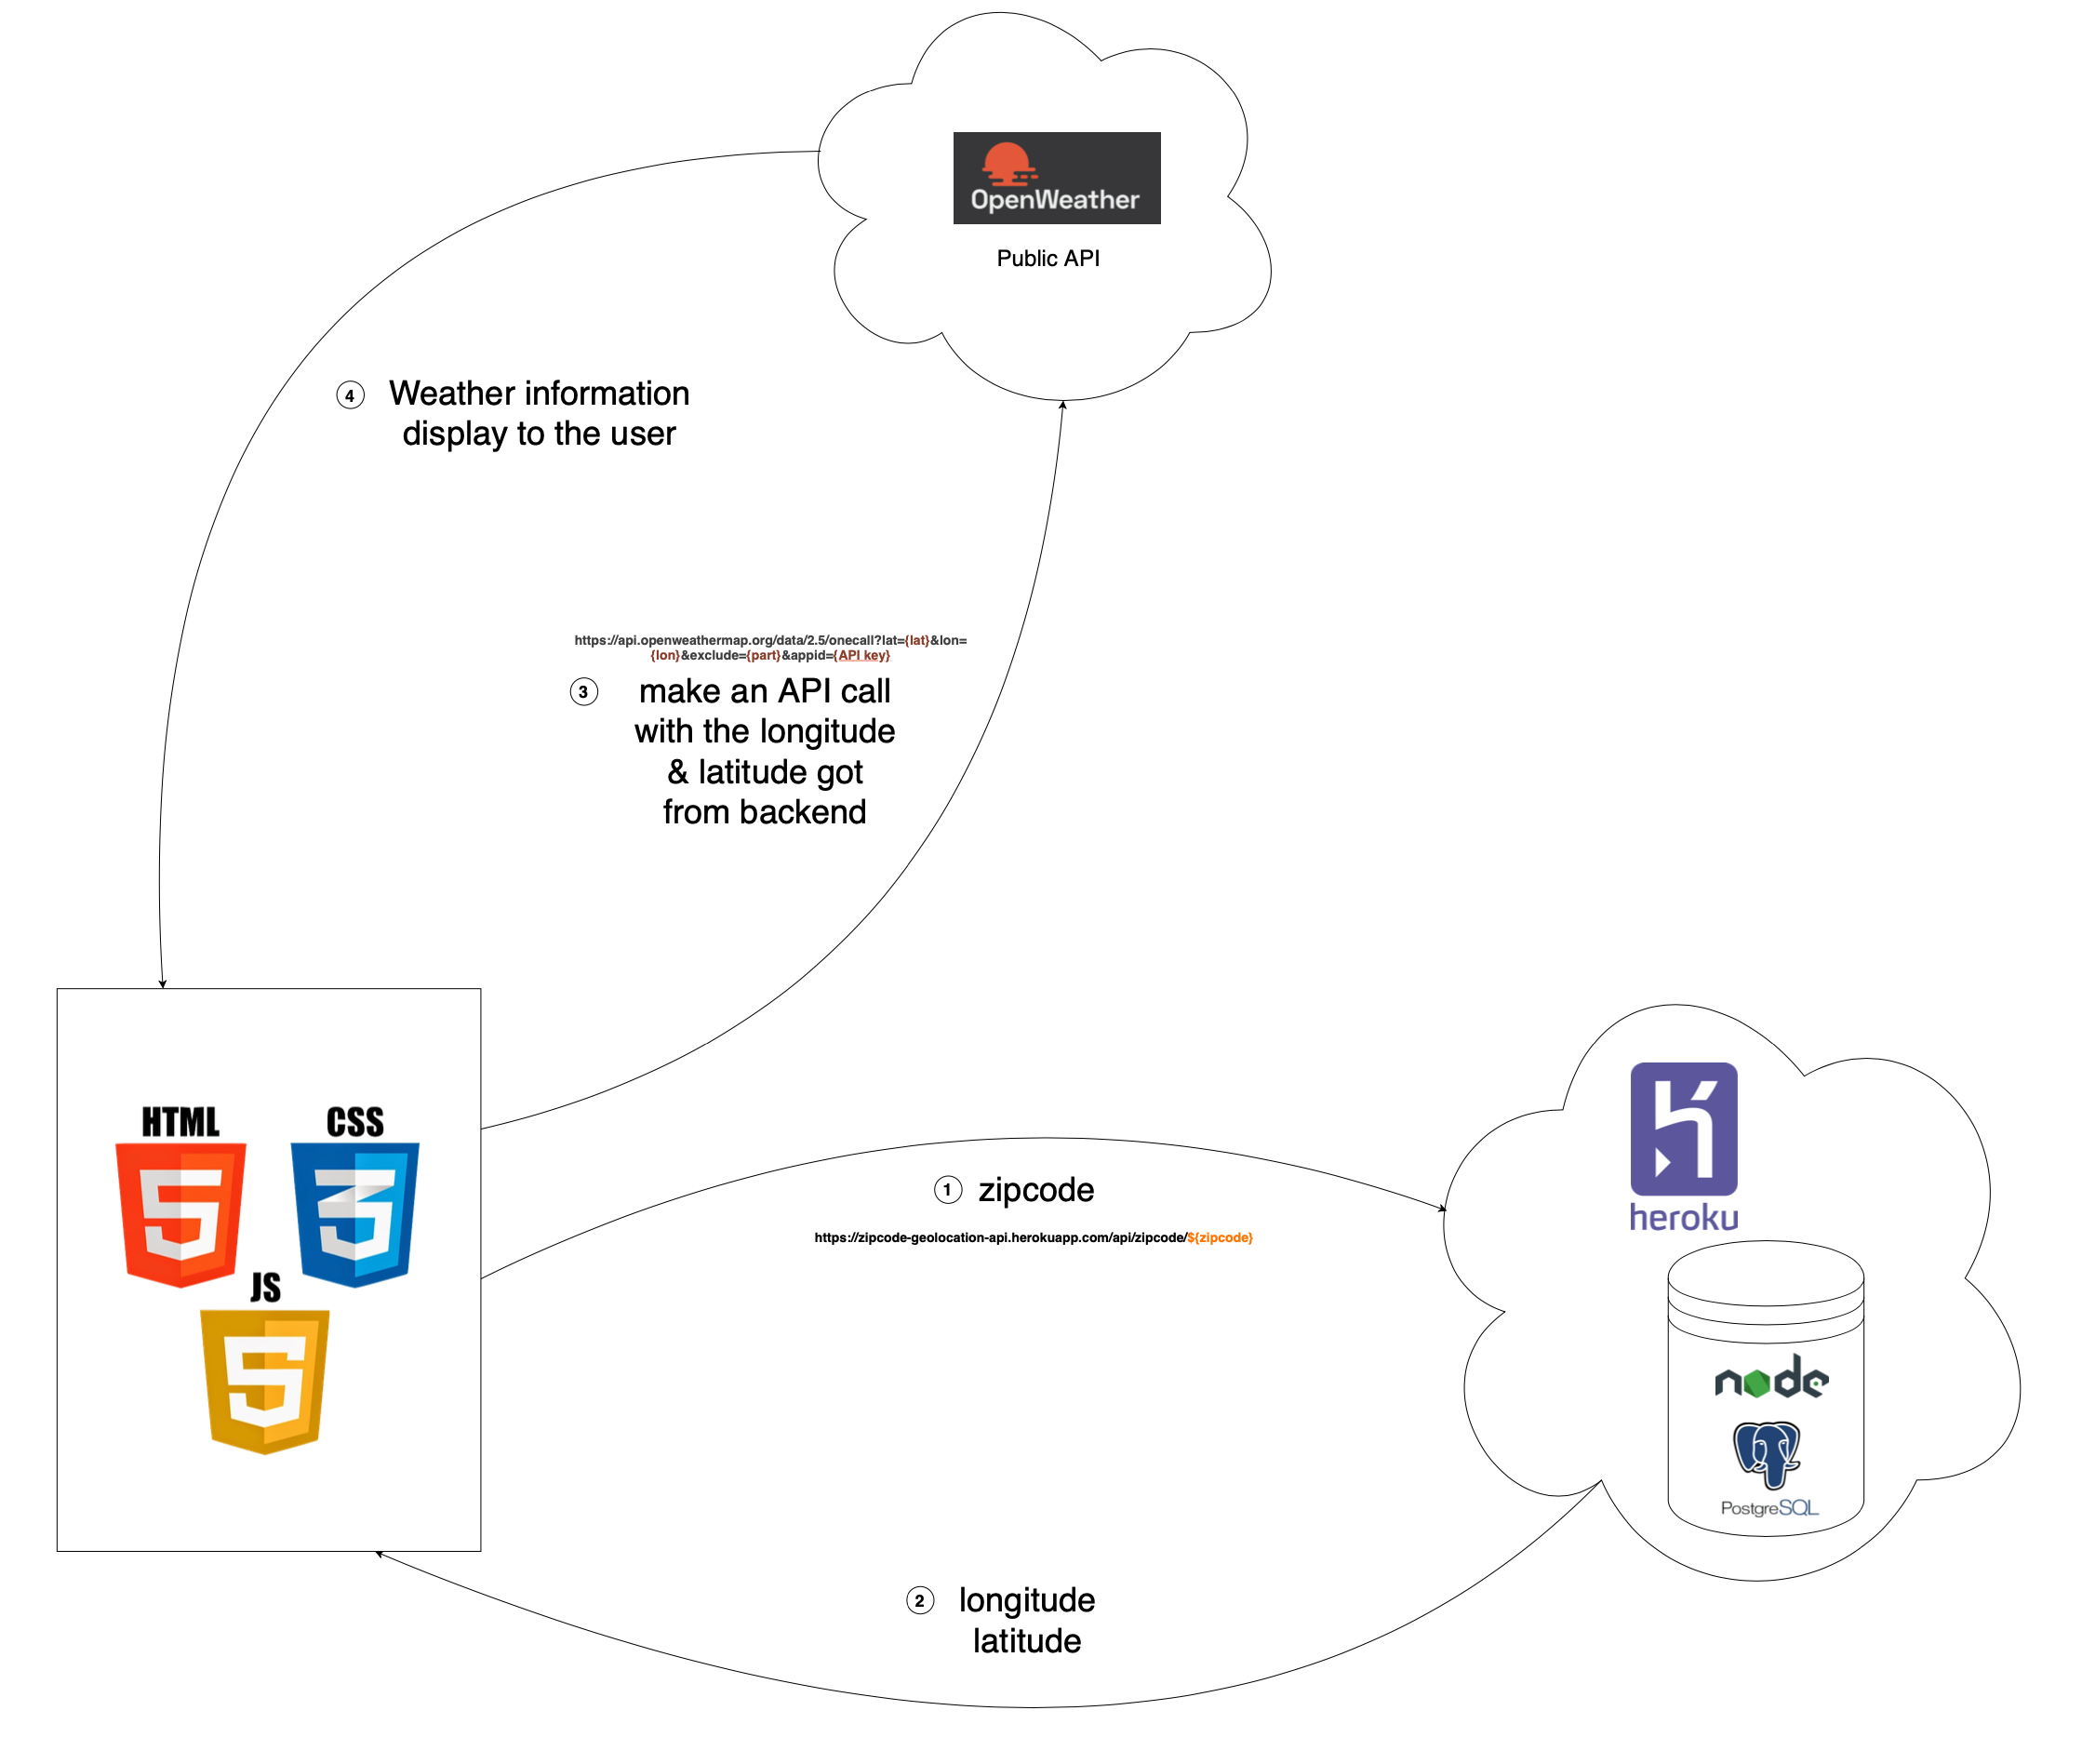 OpenWeather
Public API
4
Weather information
display to the user
https://api.openweathermap.org/data/2.5/onecall?lat={lat}&lon=
{lon}&exclude={part}&appid={API key}
3
make an API call
with the longitude
& latitude got
from backend
HTML
CSS
JS
1
zipcode
https://zipcode-geolocation-api.herokuapp.com/api/zipcode/${zipcode}
heroku
node
PostgreSQL
2
longitude
latitude